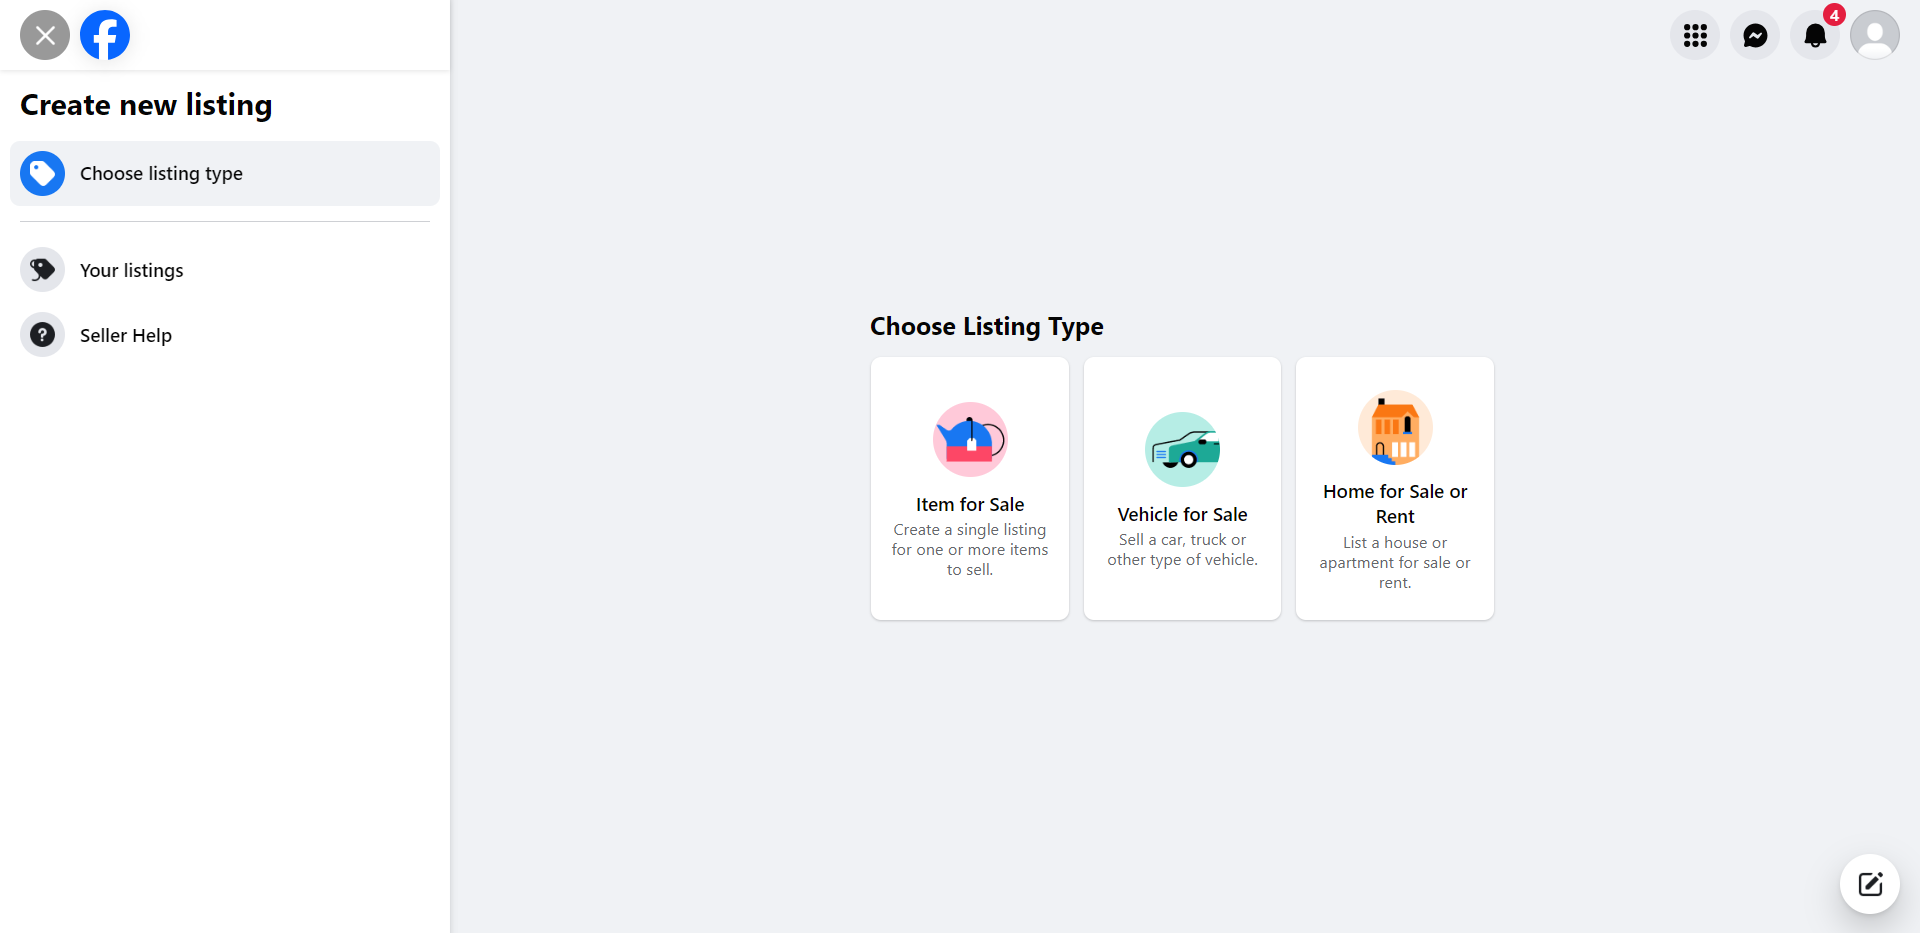 Create new listing
Choose listing type
Your listings
Seller Help
4
Choose Listing Type
Item for Sale
Create a single listing
for one or more items
to sell.
Vehicle for Sale
Sell a car, truck or
other type of vehicle.
Home for Sale or
Rent
List a house or
apartment for sale or
rent.